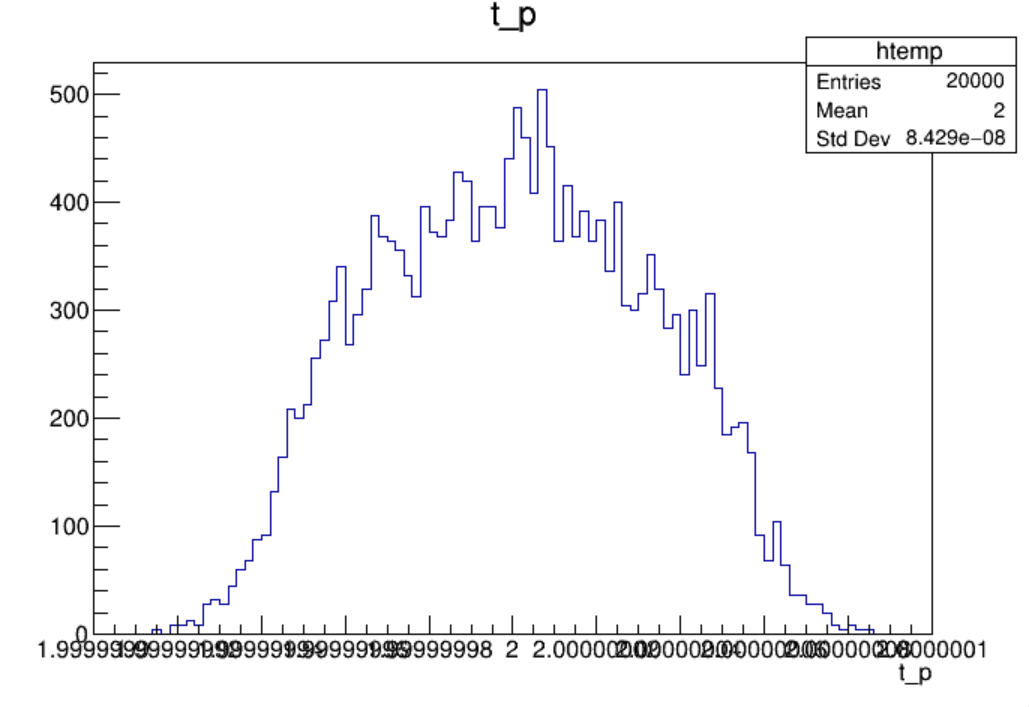 t_p
htemp
Entries 20000
Mean 2
Std Dev 8.429e−08
500
400
300
200
100
0
2
t_p